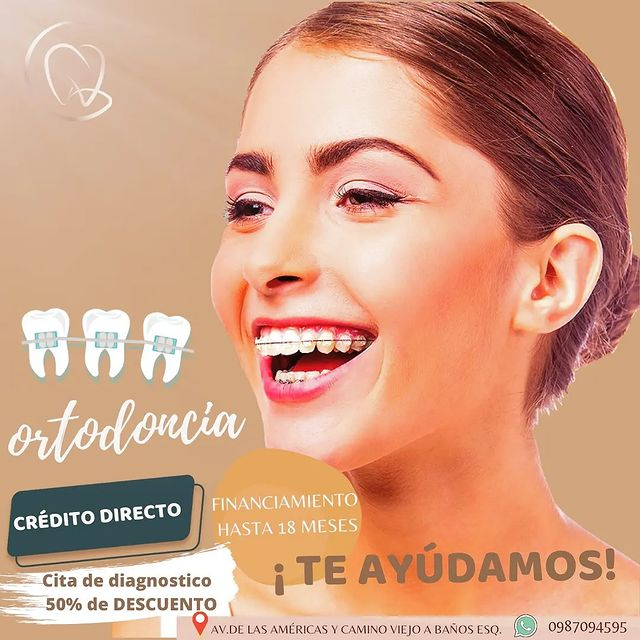 ortodoncia
CRÉDITO DIRECTO
FINANCIAMIENTO
HASTA 18 MESES
Cita de diagnostico
50% de DESCUENTO
¡ TE AYÚDAMOS!
AV.DE LAS AMÉRICAS Y CAMINO VIEJO A BAÑOS ESQ.
0987094595